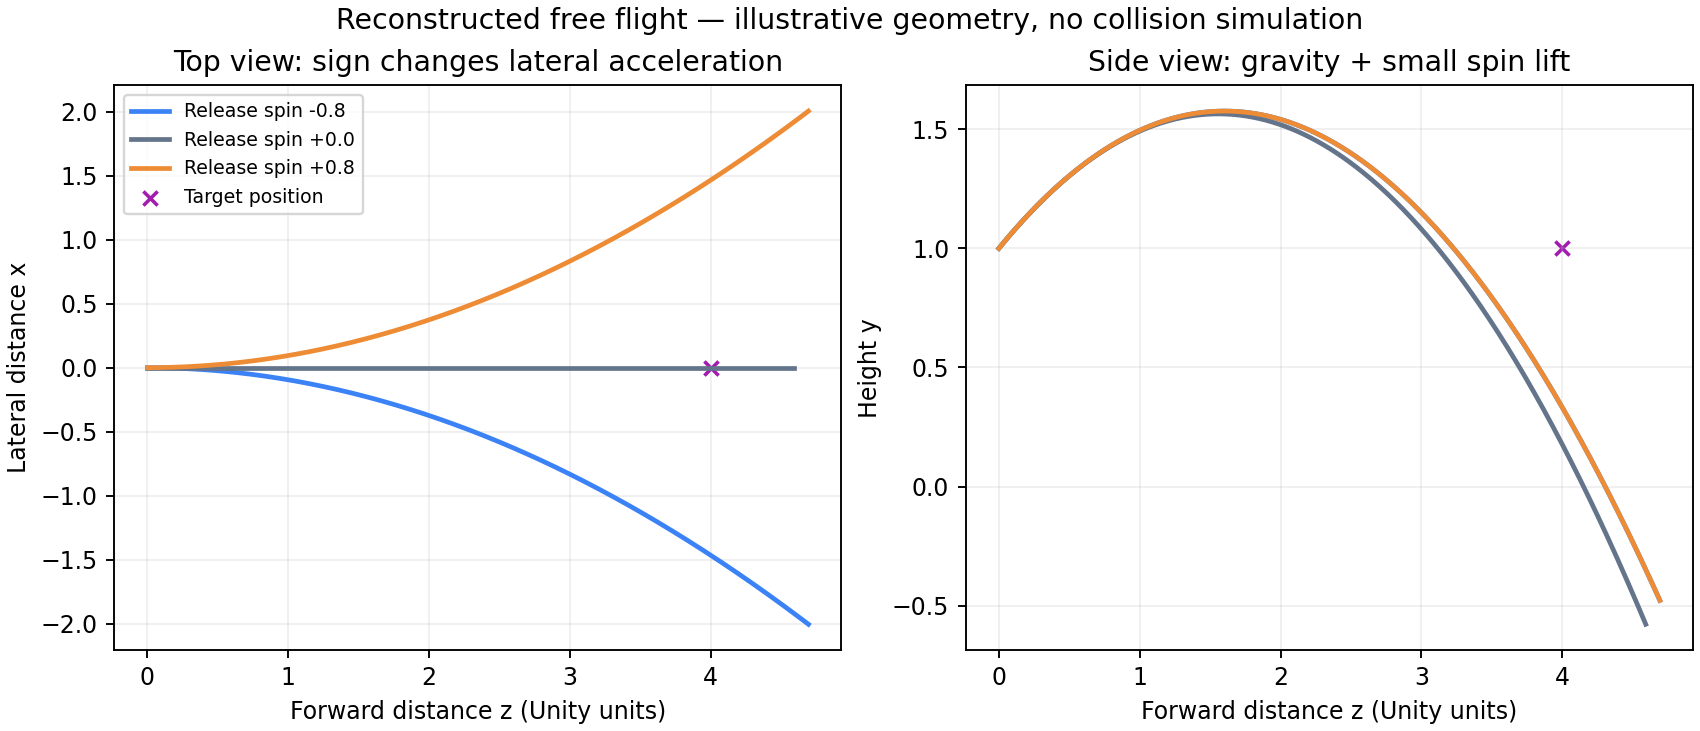 Reconstructed free flight — illustrative geometry, no collision simulation
Top view: sign changes lateral acceleration
Release spin -0.8
Release spin +0.0
Release spin +0.8
Target position
Lateral distance x
2.0
1.5
1.0
0.5
0.0
−0.5
−1.0
−1.5
−2.0
0 1 2 3 4
Forward distance z (Unity units)
Side view: gravity + small spin lift
Height y
1.5
1.0
0.5
0.0
−0.5
0 1 2 3 4
Forward distance z (Unity units)